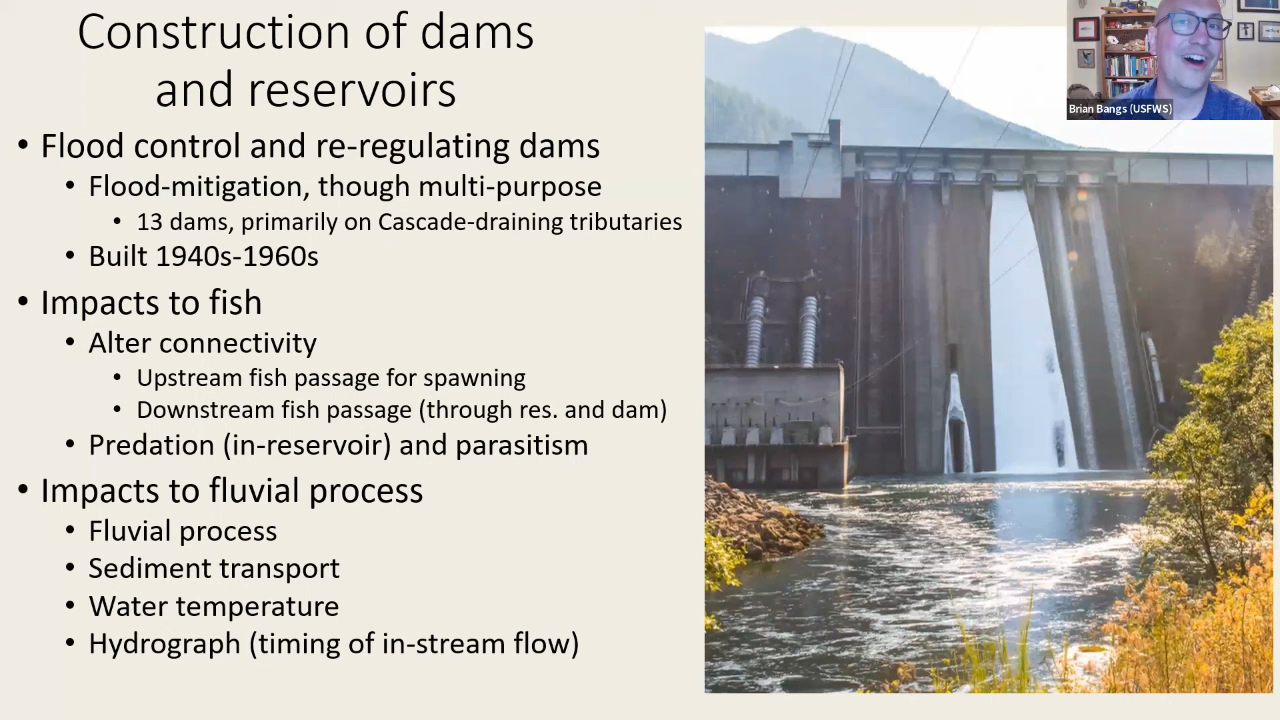 Construction of dams
and reservoirs
• Flood control and re-regulating dams
• Flood-mitigation, though multi-purpose
• 13 dams, primarily on Cascade-draining tributaries
• Built 1940s-1960s
• Impacts to fish
• Alter connectivity
• Upstream fish passage for spawning
• Downstream fish passage (through res. and dam)
• Predation (in-reservoir) and parasitism
• Impacts to fluvial process
• Fluvial process
• Sediment transport
• Water temperature
• Hydrograph (timing of in-stream flow)
Brian Bangs (USFWS)